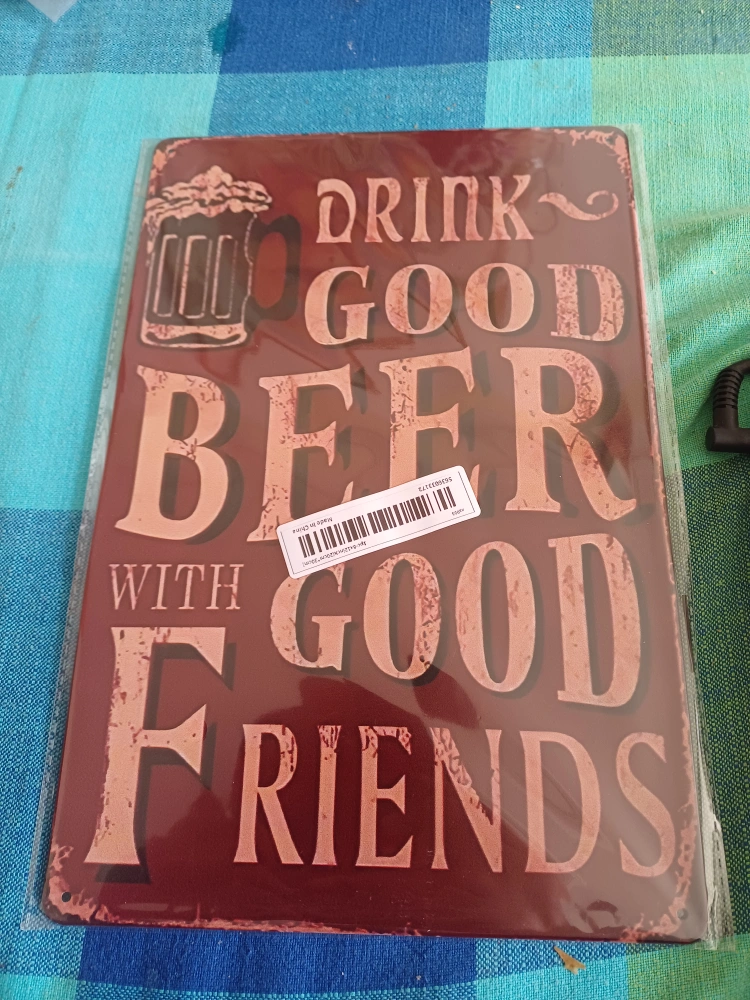 DRINK
GOOD
BEER
WITH GOOD
FRIENDS
Made in China